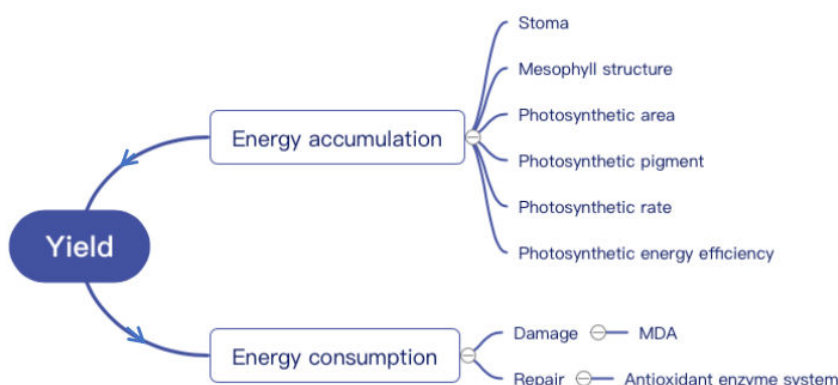 Stoma
Mesophyll structure
Photosynthetic area
Energy accumulation
Photosynthetic pigment
Photosynthetic rate
Yield
Photosynthetic energy efficiency
Damage
MDA
Energy consumption
Repair
Antioxidant enzyme system